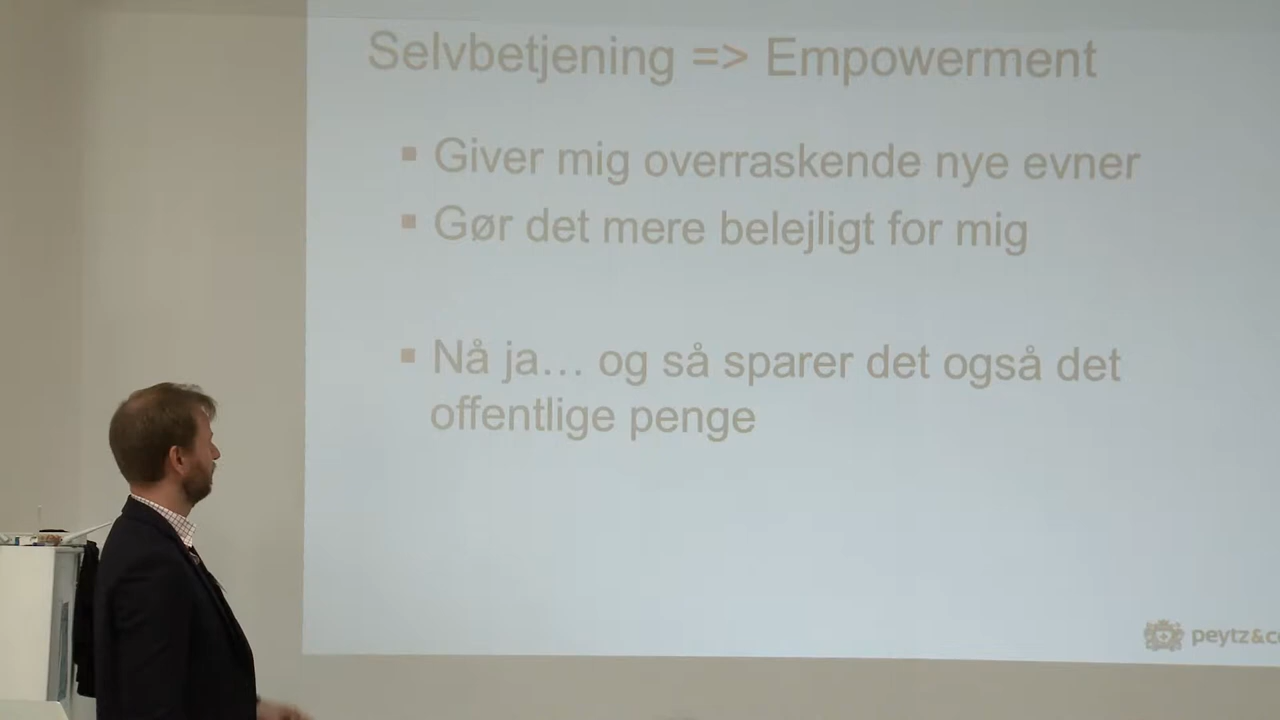 Selvbetjening => Empowerment
▪ Giver mig overraskende nye evner
▪ Gør det mere belejligt for mig
▪ Nå ja... og så sparer det også det
offentlige penge
peytz&c